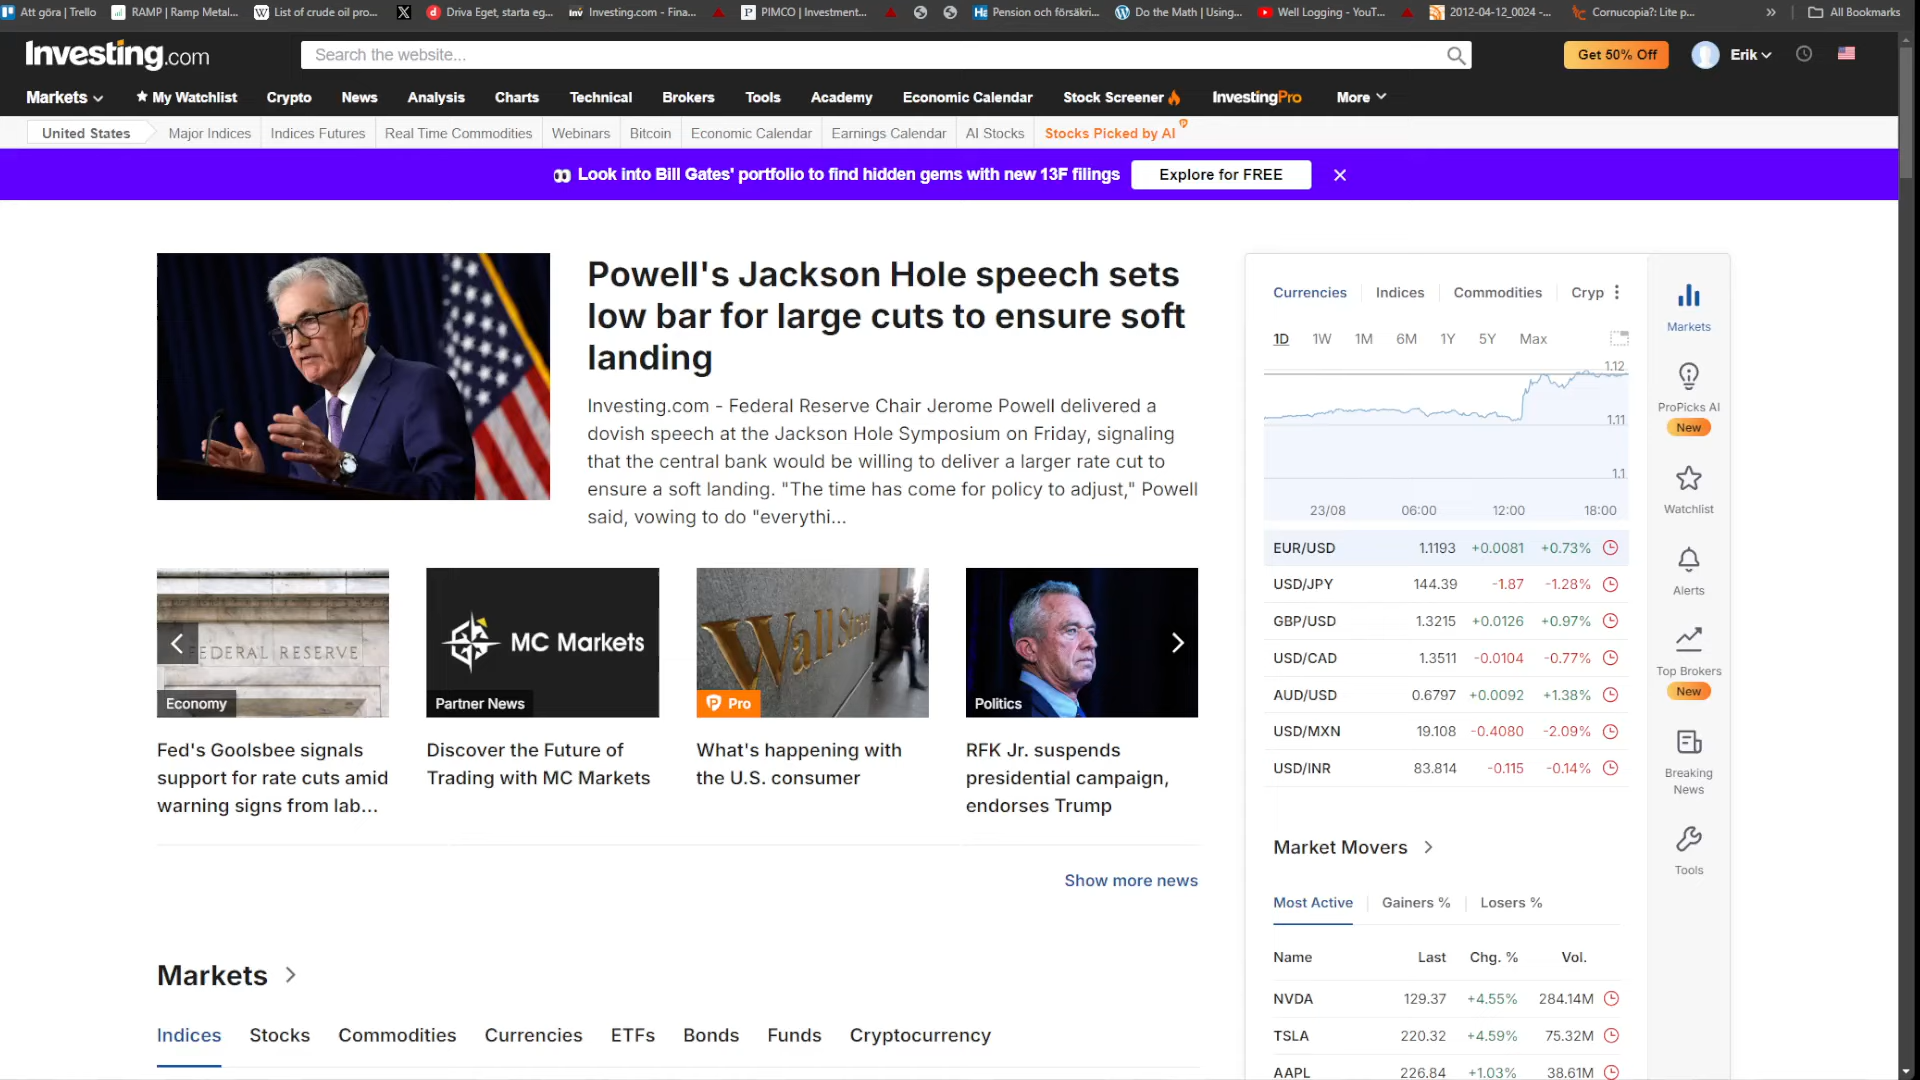 Att göra | Trello
RAMP | Ramp Metal...
List of crude oil pro...
Driva Eget, starta eg...
Inv Investing.com - Fina...
P PIMCO | Investment...
Pension och försäkri...
Do the Math | Using...
Well Logging - YouT...
2012-04-12_0024 -...
Cornucopia?: Lite p...
»
All Bookmarks
Investing.com
Search the website...
Get 50% Off
Erik
Markets
My Watchlist
Crypto
News
Analysis
Charts
Technical
Brokers
Tools
Academy
Economic Calendar
Stock Screener
InvestingPro
More
United States
Major Indices
Indices Futures
Real Time Commodities
Webinars
Bitcoin
Economic Calendar
Earnings Calendar
AI Stocks
Stocks Picked by AI
Look into Bill Gates' portfolio to find hidden gems with new 13F filings
Explore for FREE
Powell's Jackson Hole speech sets
low bar for large cuts to ensure soft
landing
Investing.com - Federal Reserve Chair Jerome Powell delivered a
dovish speech at the Jackson Hole Symposium on Friday, signaling
that the central bank would be willing to deliver a larger rate cut to
ensure a soft landing. "The time has come for policy to adjust," Powell
said, vowing to do "everythi...
EDERAL RESERVE
Economy
Fed's Goolsbee signals
support for rate cuts amid
warning signs from lab...
MC Markets
Partner News
Discover the Future of
Trading with MC Markets
Wall Street
Pro
What's happening with
the U.S. consumer
Politics
RFK Jr. suspends
presidential campaign,
endorses Trump
Show more news
Markets
Indices
Stocks
Commodities
Currencies
ETFs
Bonds
Funds
Cryptocurrency
Currencies
Indices
Commodities
Cryp
1D 1W 1M 6M 1Y 5Y Max
1.12
1.11
1.1
23/08 06:00 12:00 18:00
EUR/USD 1.1193 +0.0081 +0.73%
USD/JPY 144.39 -1.87 -1.28%
GBP/USD 1.3215 +0.0126 +0.97%
USD/CAD 1.3511 -0.0104 -0.77%
AUD/USD 0.6797 +0.0092 +1.38%
USD/MXN 19.108 -0.4080 -2.09%
USD/INR 83.814 -0.115 -0.14%
Market Movers
Most Active
Gainers %
Losers %
Name Last Chg. % Vol.
NVDA 129.37 +4.55% 284.14M
TSLA 220.32 +4.59% 75.32M
AAPL 226.84 +1.03% 38.61M
Markets
ProPicks AI
New
Watchlist
Alerts
Top Brokers
New
Breaking
News
Tools